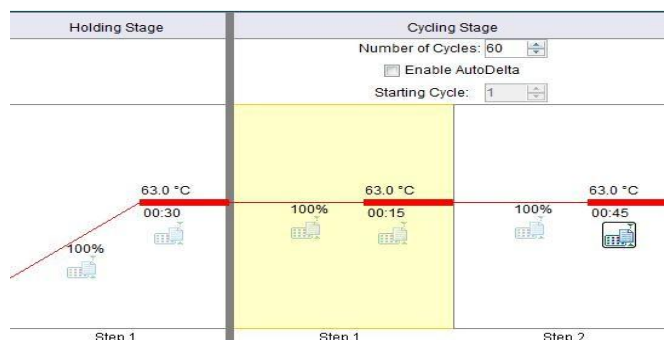 Holding Stage
Cycling Stage
Number of Cycles: 60
Enable AutoDelta
Starting Cycle: 1
63.0 °C
00:30
100%
63.0 °C
100%
00:15
63.0 °C
100%
00:45
Step 1
Step 1
Step 2